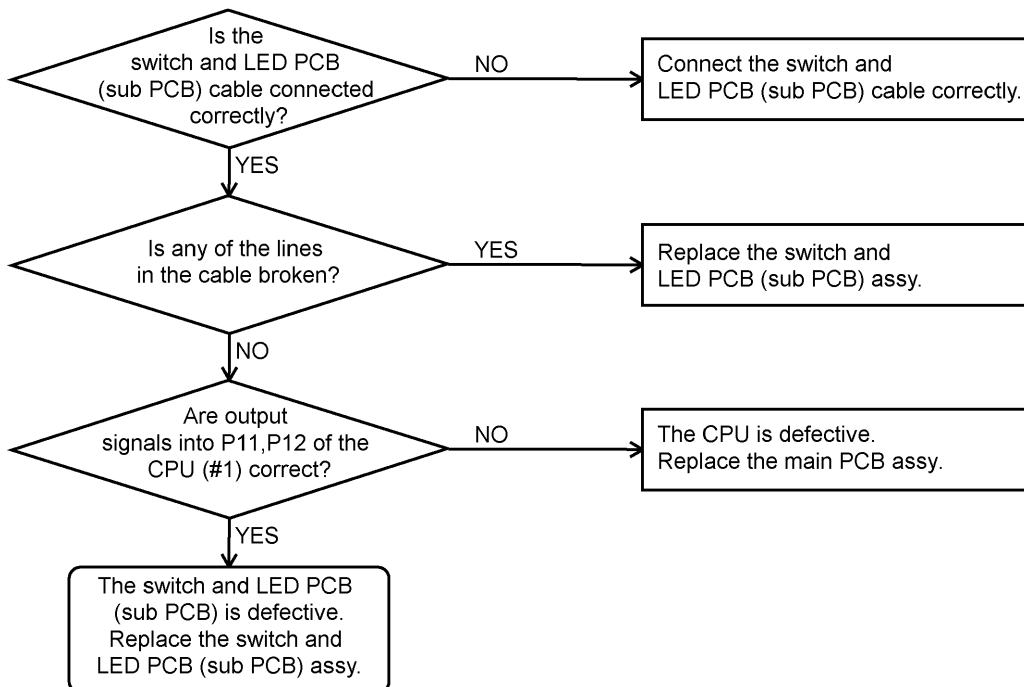 Is the
switch and LED PCB
(sub PCB) cable connected
correctly?
NO
Connect the switch and
LED PCB (sub PCB) cable correctly.
YES
Is any of the lines
in the cable broken?
YES
Replace the switch and
LED PCB (sub PCB) assy.
NO
Are output
signals into P11,P12 of the
CPU (#1) correct?
NO
The CPU is defective.
Replace the main PCB assy.
YES
The switch and LED PCB
(sub PCB) is defective.
Replace the switch and
LED PCB (sub PCB) assy.